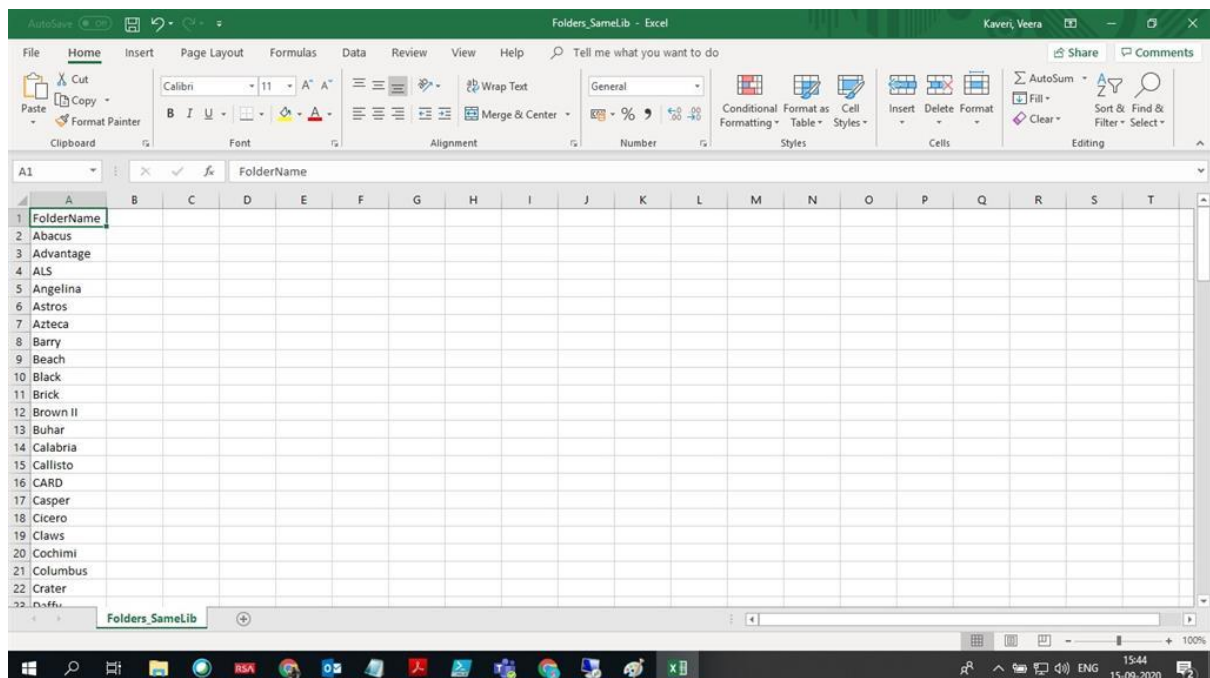 AutoSave Off Folders_SameLib - Excel Kaveri, Veera
File Home Insert Page Layout Formulas Data Review View Help Tell me what you want to do Share Comments
Paste
Cut
Copy
Format Painter
Clipboard
Calibri 11 A A
B I U A
Font
Wrap Text
Merge & Center
Alignment
General
% 9
Number
Conditional Formatting
Format as Table
Cell Styles
Styles
Insert Delete Format
Cells
AutoSum
Fill
Clear
Sort & Filter
Find & Select
Editing
A1 fx FolderName
A B C D E F G H I J K L M N O P Q R S T
1 FolderName
2 Abacus
3 Advantage
4 ALS
5 Angelina
6 Astros
7 Azteca
8 Barry
9 Beach
10 Black
11 Brick
12 Brown II
13 Buhar
14 Calabria
15 Callisto
16 CARD
17 Casper
18 Cicero
19 Claws
20 Cochimi
21 Columbus
22 Crater
23 Daffy
Folders_SameLib
100%
RSA ENG 15:44
15-09-2020